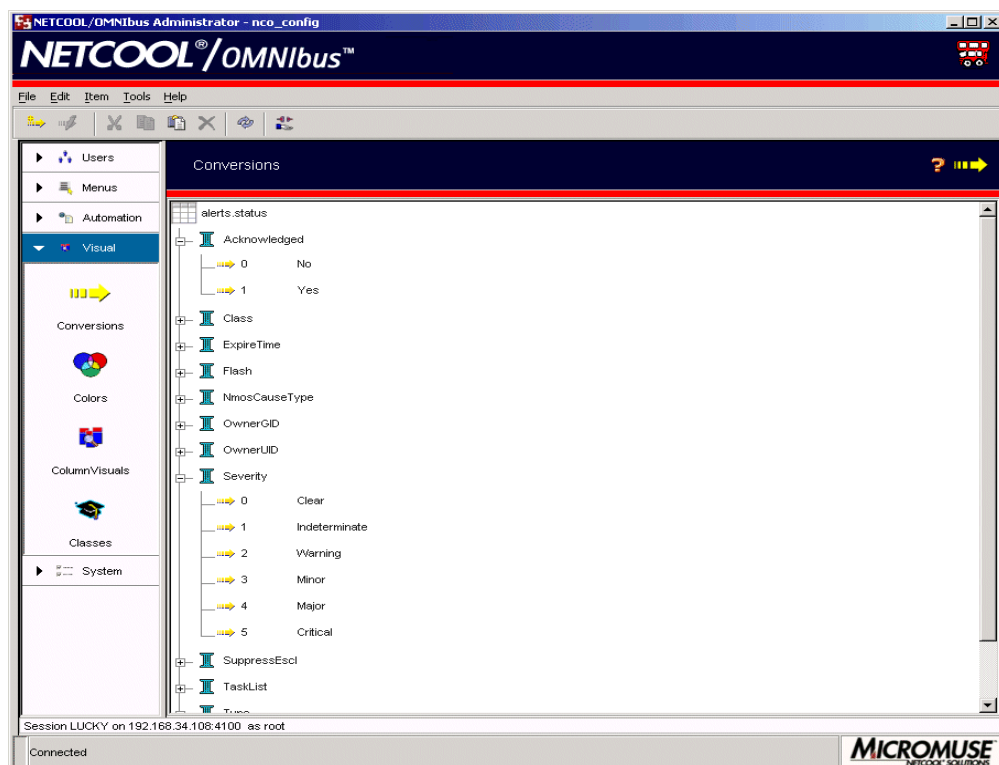 NETCOOL/OMNIbus Administrator - nco_config
NETCOOL®/OMNIbus™
File Edit Item Tools Help
Users
Menus
Automation
Visual
Conversions
Colors
ColumnVisuals
Classes
System
Conversions
alerts.status
Acknowledged
0 No
1 Yes
Class
ExpireTime
Flash
NmosCauseType
OwnerGID
OwnerUID
Severity
0 Clear
1 Indeterminate
2 Warning
3 Minor
4 Major
5 Critical
SuppressEscl
TaskList
Type
Session LUCKY on 192.168.34.108:4100 as root
Connected
MICROMUSE
NETCOOL® SOLUTIONS